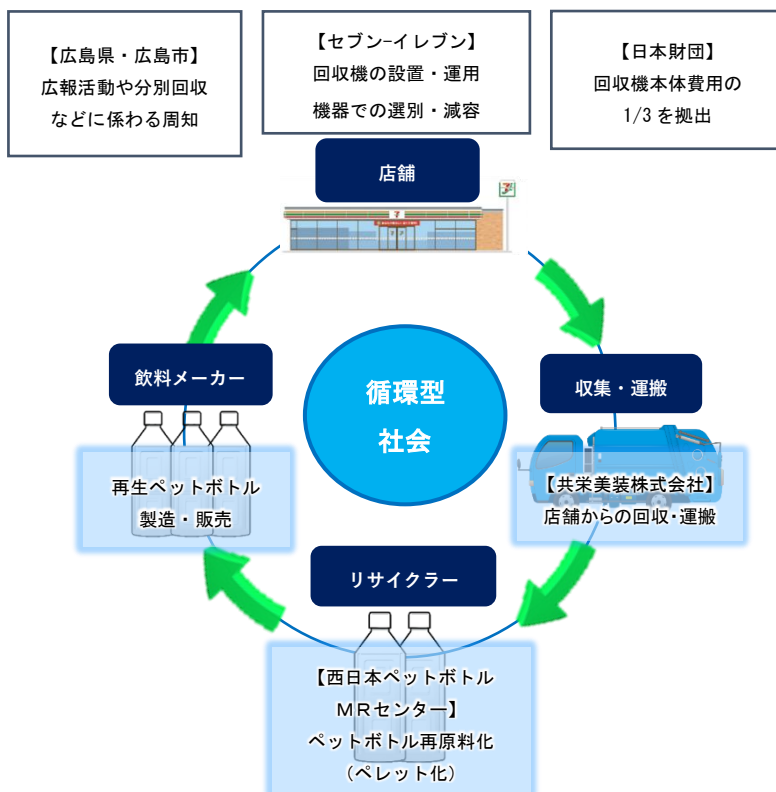 【広島県・広島市】
広報活動や分別回収
などに係わる周知
【セブン-イレブン】
回収機の設置・運用
機器での選別・減容
【日本財団】
回収機本体費用の
1/3を拠出
店舗
飲料メーカー
循環型
社会
収集・運搬
再生ペットボトル
製造・販売
【共栄美装株式会社】
店舗からの回収・運搬
リサイクラー
【西日本ペットボトル
MRセンター】
ペットボトル再原料化
(ペレット化)